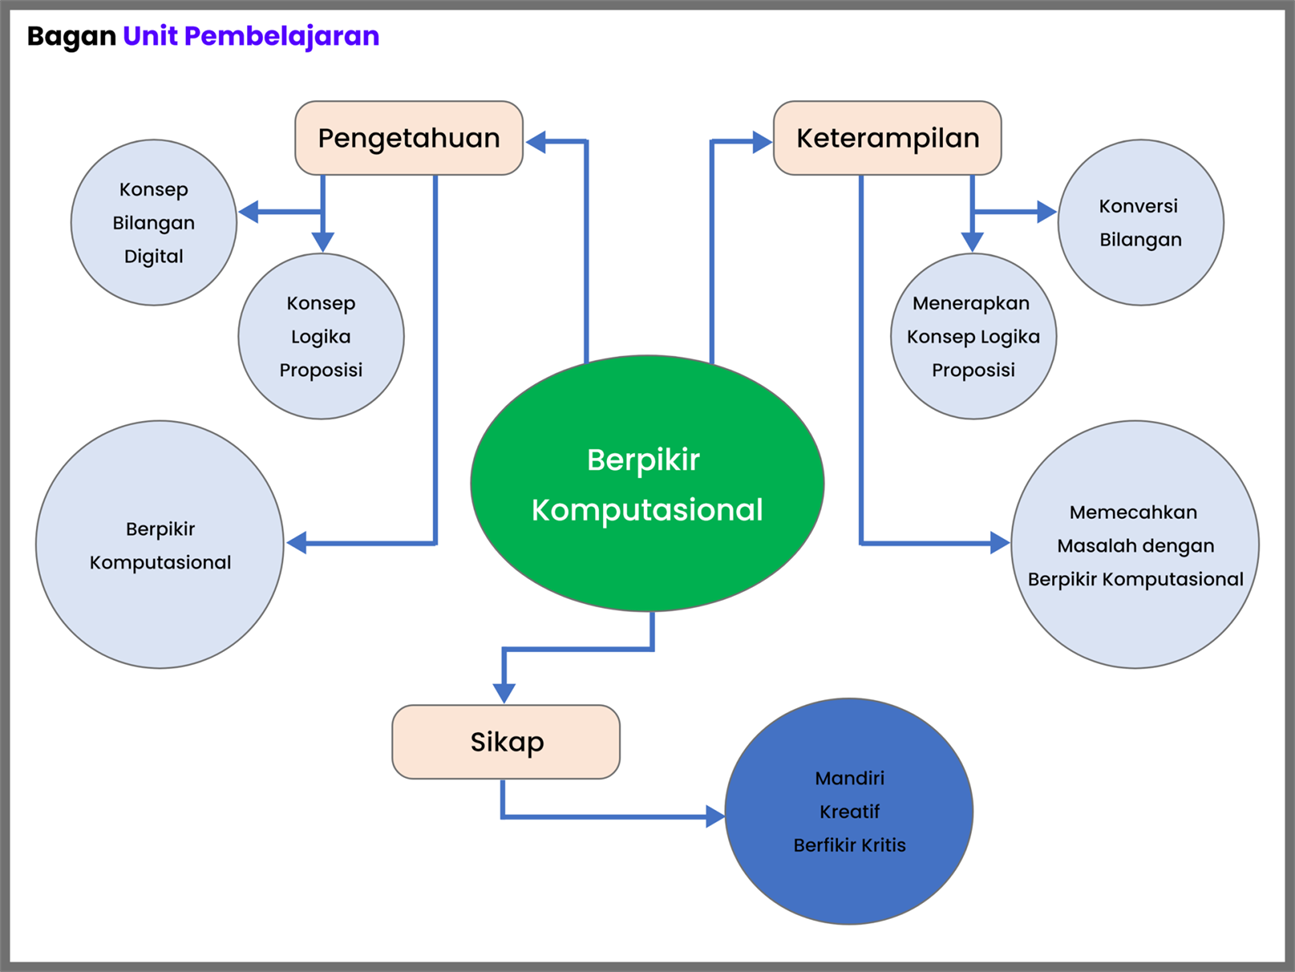 Bagan Unit Pembelajaran
Pengetahuan
Keterampilan
Konsep
Bilangan
Digital
Konsep
Logika
Proposisi
Konversi
Bilangan
Menerapkan
Konsep Logika
Proposisi
Berpikir
Komputasional
Berpikir
Komputasional
Memecahkan
Masalah dengan
Berpikir Komputasional
Sikap
Mandiri
Kreatif
Berfikir Kritis